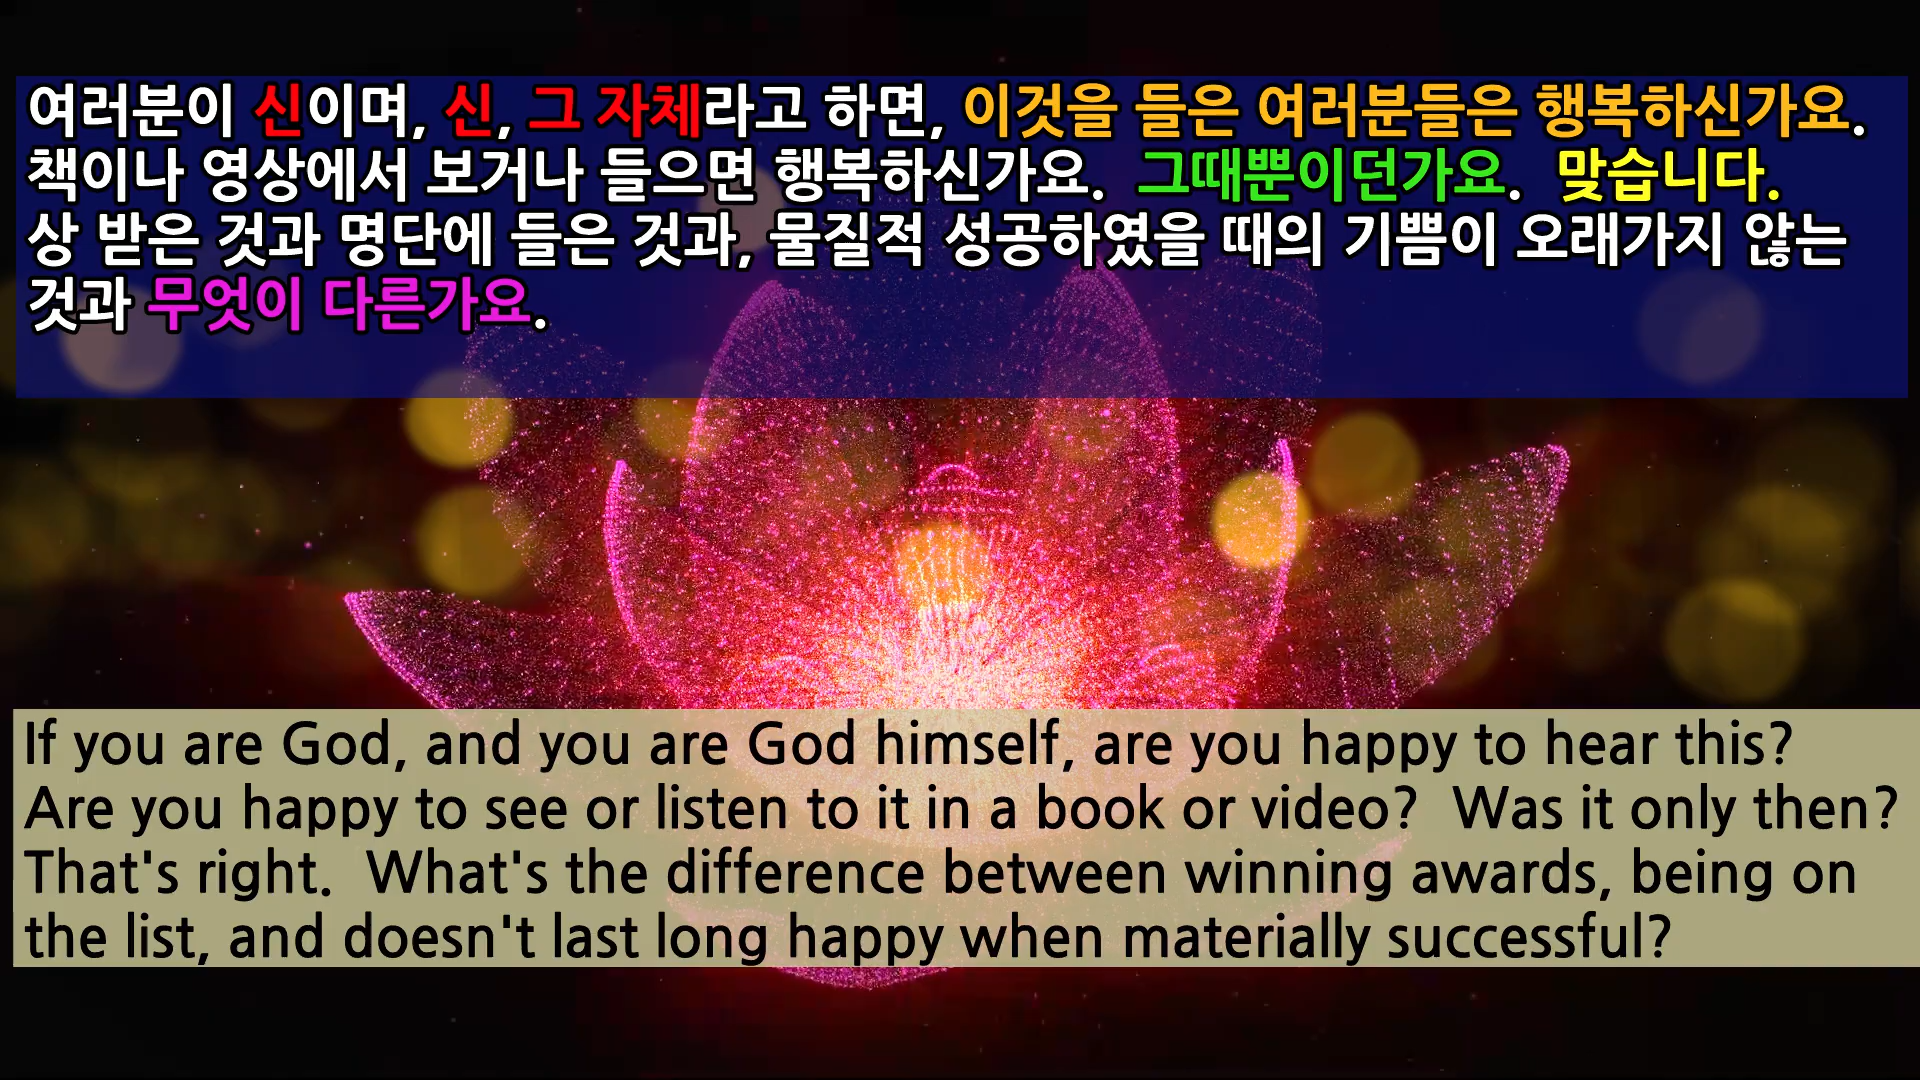 여러분이 신이며, 신, 그 자체라고 하면, 이것을 들은 여러분들은 행복하신가요.
책이나 영상에서 보거나 들으면 행복하신가요.  그때뿐이던가요.  맞습니다.
상 받은 것과 명단에 들은 것과, 물질적 성공하였을 때의 기쁨이 오래가지 않는
것과 무엇이 다른가요.
If you are God, and you are God himself, are you happy to hear this?
Are you happy to see or listen to it in a book or video?  Was it only then?
That's right.  What's the difference between winning awards, being on
the list, and doesn't last long happy when materially successful?